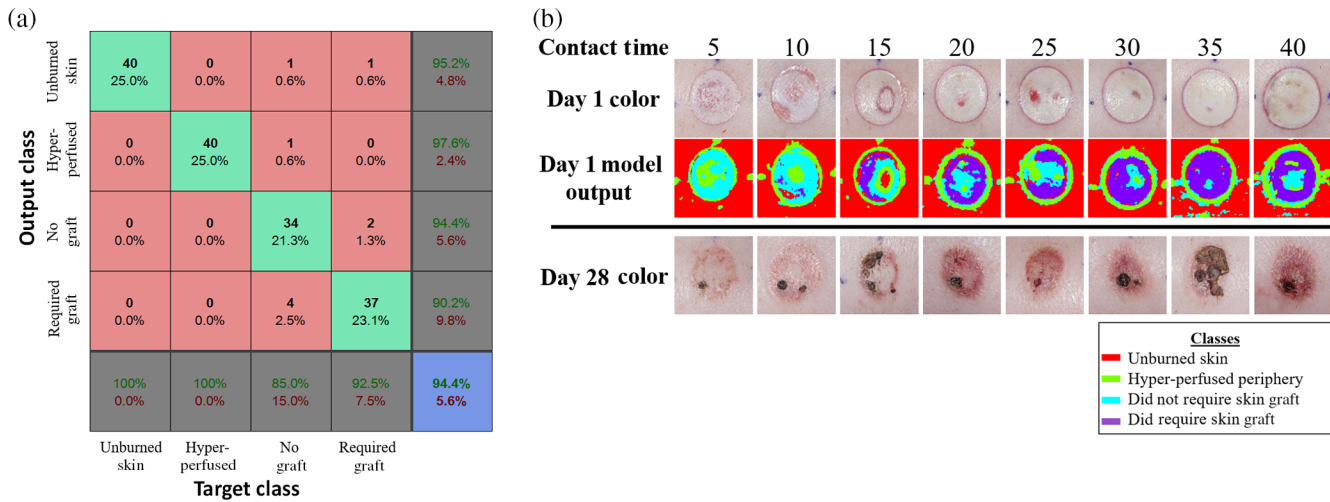 (a)
Output class
Unburned
skin
Hyper-
perfused
No
graft
Required
graft
40 0 1 1 95.2%
25.0% 0.0% 0.6% 0.6% 4.8%
0 40 1 0 97.6%
0.0% 25.0% 0.6% 0.0% 2.4%
0 0 34 2 94.4%
0.0% 0.0% 21.3% 1.3% 5.6%
0 0 4 37 90.2%
0.0% 0.0% 2.5% 23.1% 9.8%
100% 100% 85.0% 92.5% 94.4%
0.0% 0.0% 15.0% 7.5% 5.6%
Unburned Hyper- No Required
skin perfused graft graft
Target class
(b)
Contact time 5 10 15 20 25 30 35 40
Day 1 color
Day 1 model
output
Day 28 color
Classes
Unburned skin
Hyper-perfused periphery
Did not require skin graft
Did require skin graft